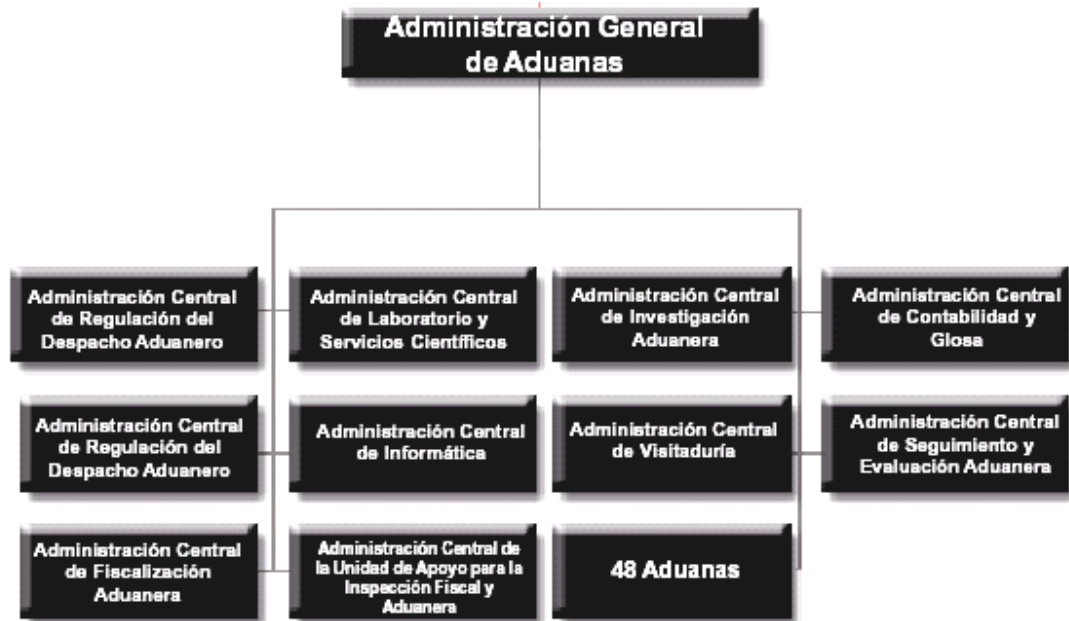 Administración General
de Aduanas
Administración Central
de Regulación del
Despacho Aduanero
Administración Central
de Laboratorio y
Servicios Científicos
Administración Central
de Investigación
Aduanera
Administración Central
de Contabilidad y
Glosa
Administración Central
de Regulación del
Despacho Aduanero
Administración Central
de Informática
Administración Central
de Visitaduría
Administración Central
de Seguimiento y
Evaluación Aduanera
Administración Central
de Fiscalización
Aduanera
Administración Central de
la Unidad de Apoyo para la
Inspección Fiscal y
Aduanera
48 Aduanas